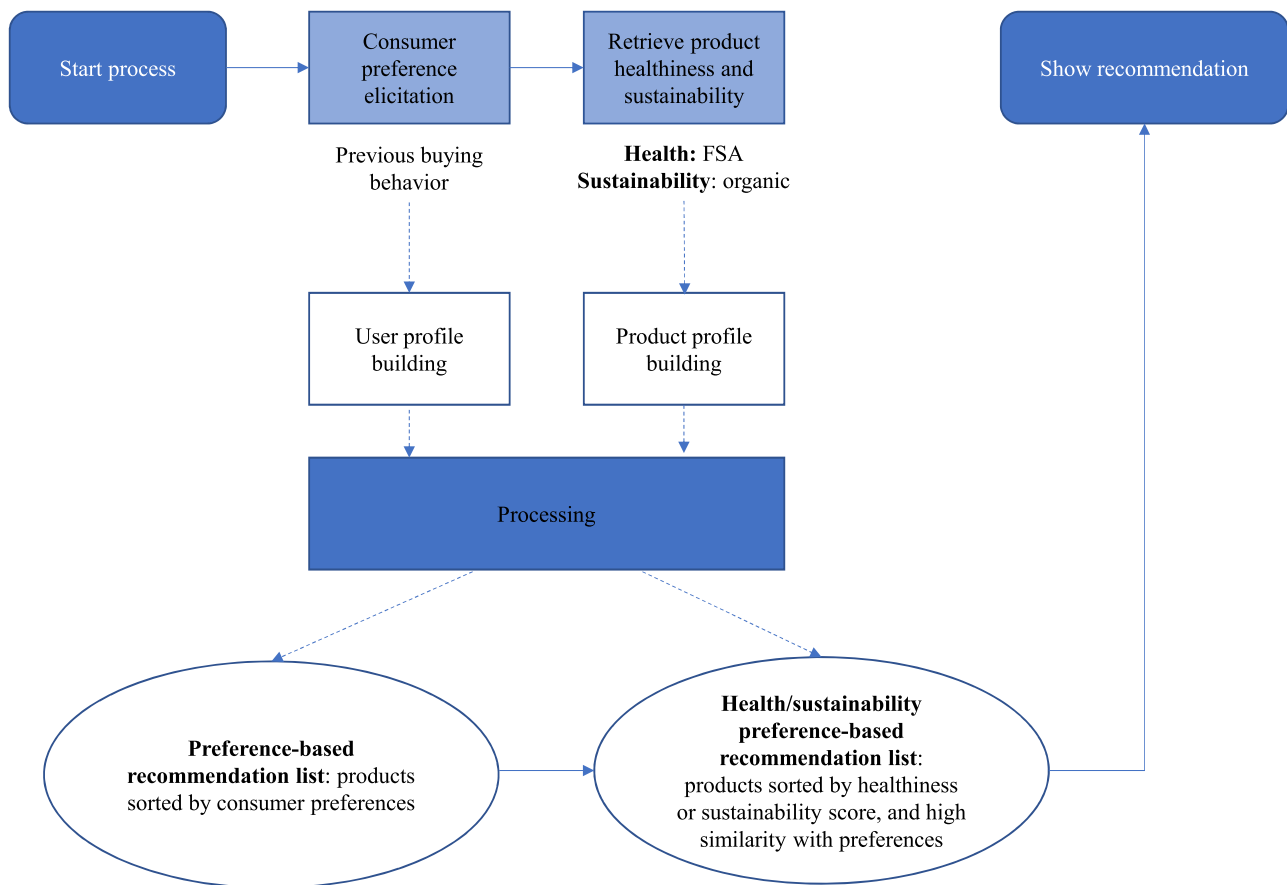 Start process
Consumer
preference
elicitation
Retrieve product
healthiness and
sustainability
Show recommendation
Previous buying
behavior
Health: FSA
Sustainability: organic
User profile
building
Product profile
building
Processing
Preference-based
recommendation list: products
sorted by consumer preferences
Health/sustainability
preference-based
recommendation list:
products sorted by healthiness
or sustainability score, and high
similarity with preferences